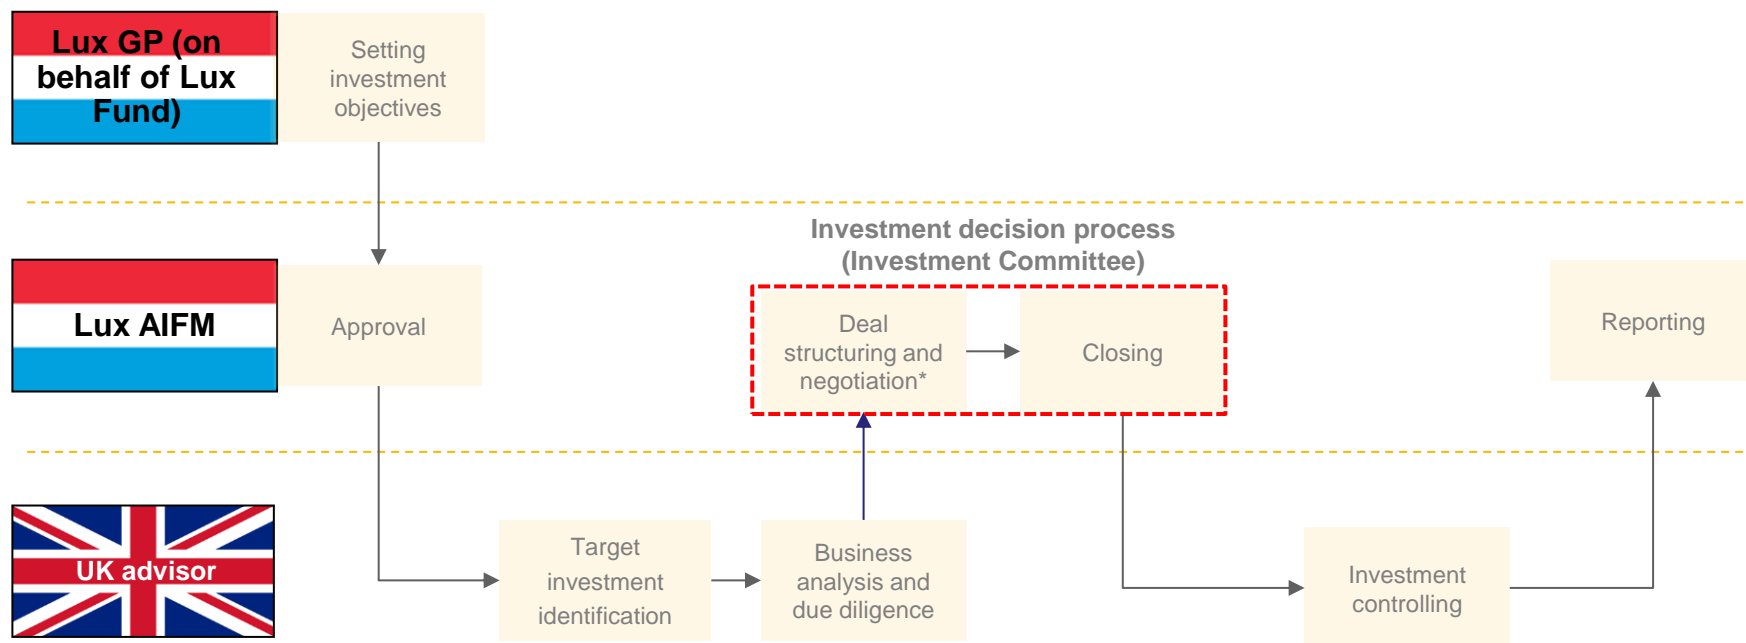 Lux GP (on
behalf of Lux
Fund)
Setting
investment
objectives
Investment decision process
(Investment Committee)
Lux AIFM
Approval
Deal
structuring and
negotiation*
Closing
Reporting
UK advisor
Target
investment
identification
Business
analysis and
due diligence
Investment
controlling